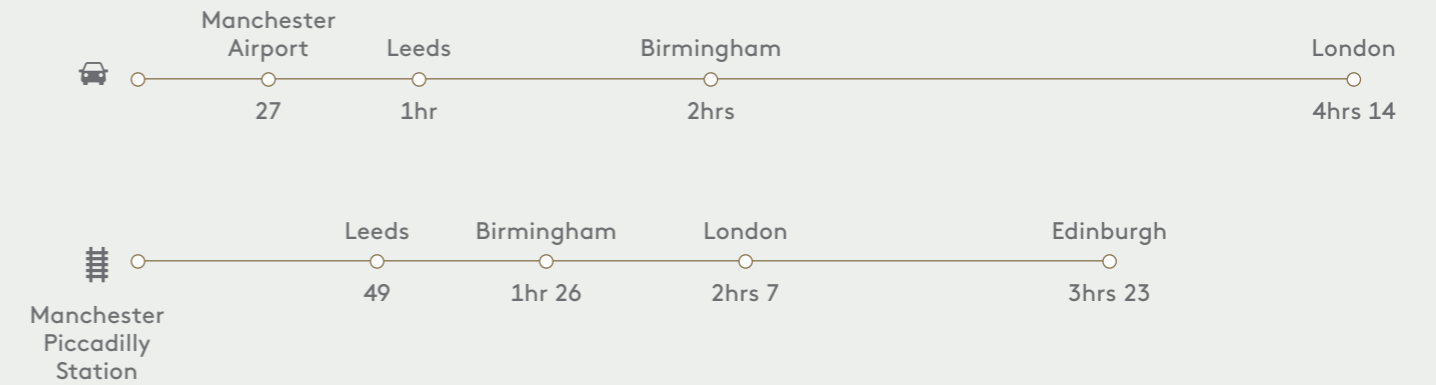 Manchester
Airport
Leeds
Birmingham
London
27
1hr
2hrs
4hrs 14
Leeds
Birmingham
London
Edinburgh
49
1hr 26
2hrs 7
3hrs 23
Manchester
Piccadilly
Station